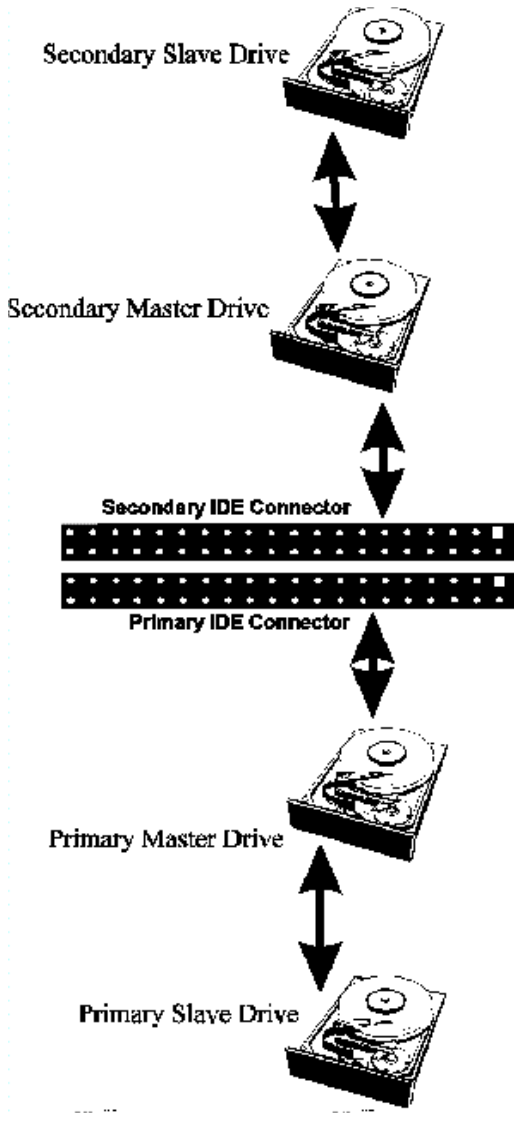 Secondary Slave Drive
Secondary Master Drive
Secondary IDE Connector
Primary IDE Connector
Primary Master Drive
Primary Slave Drive